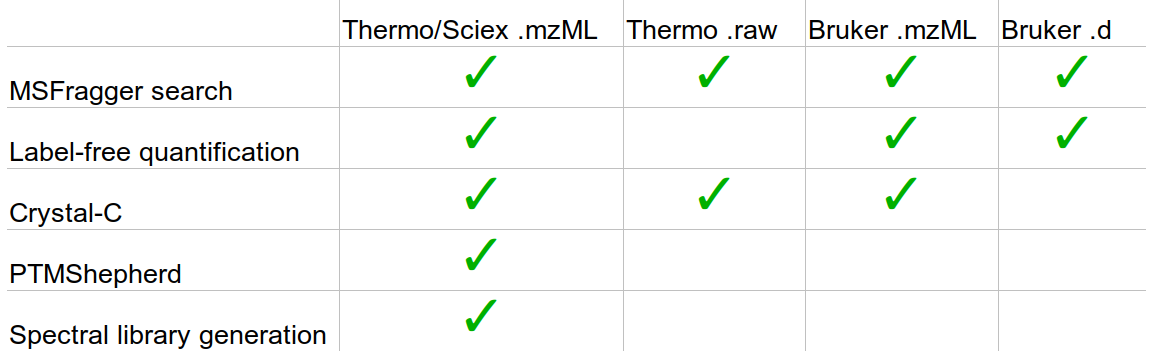 Thermo/Sciex .mzML Thermo .raw Bruker .mzML Bruker .d
MSFragger search ✓ ✓ ✓ ✓
Label-free quantification ✓ ✓ ✓
Crystal-C ✓ ✓ ✓
PTMShepherd ✓
Spectral library generation ✓